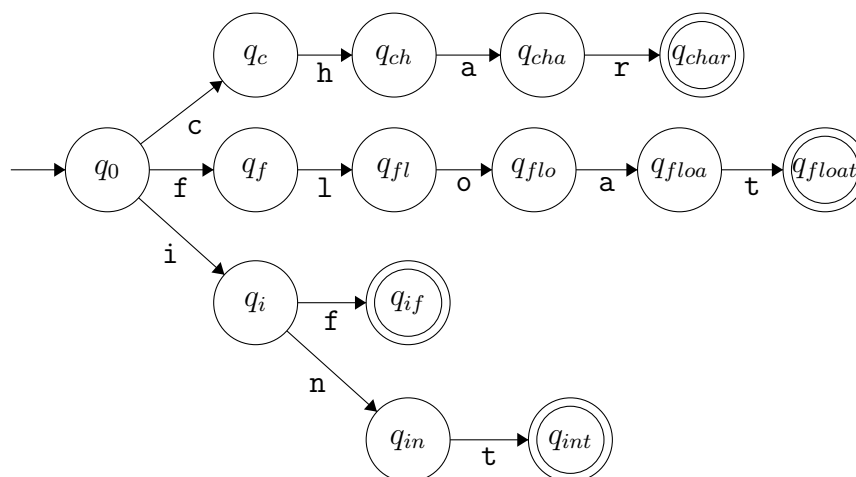 q_c h q_ch a q_cha r q_char
c
q_0 f q_f l q_fl o q_flo a q_floa t q_float
i
q_i f q_if
n
q_in t q_int